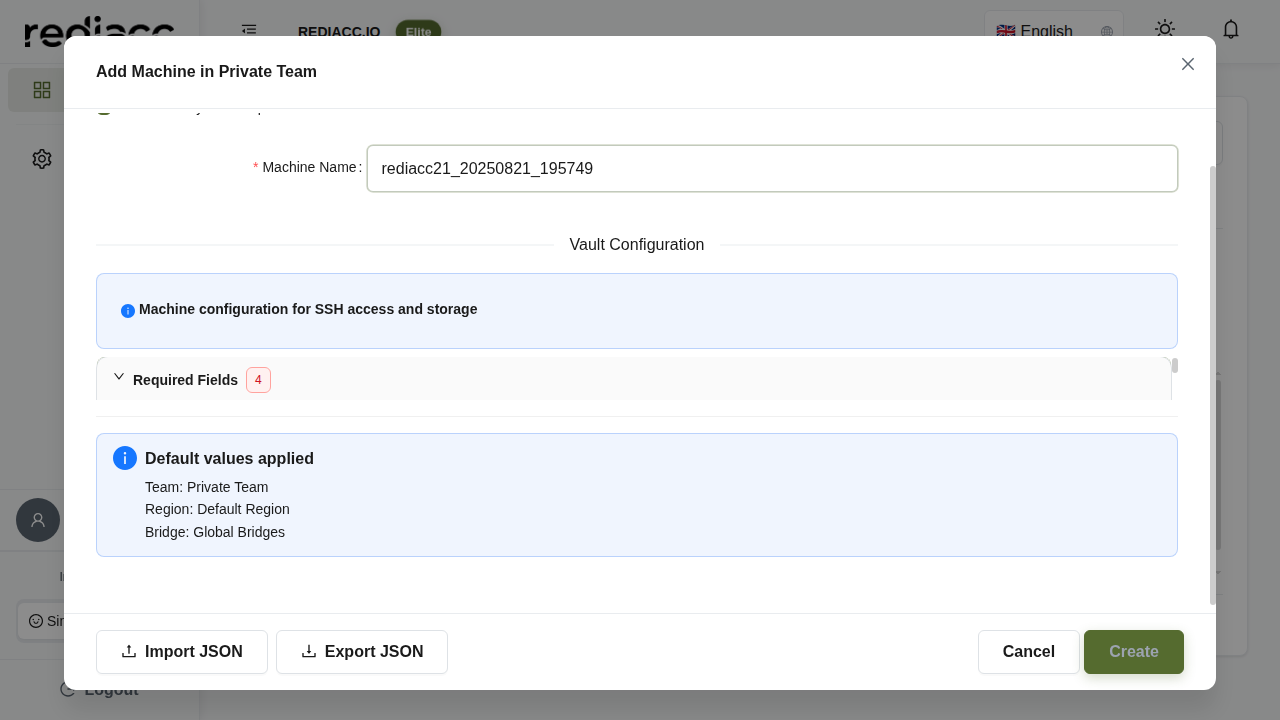 rediacc
REDIACC.IO
Elite
🇬🇧 English
Add Machine in Private Team
* Machine Name :
rediacc21_20250821_195749
Vault Configuration
Machine configuration for SSH access and storage
Required Fields 4
Default values applied
Team: Private Team
Region: Default Region
Bridge: Global Bridges
Import JSON
Export JSON
Cancel
Create
Logout